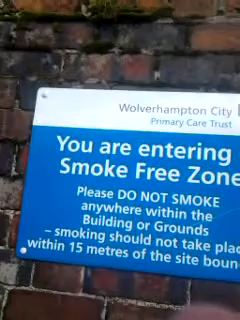 Wolverhampton City
Primary Care Trust
You are entering
Smoke Free Zone
Please DO NOT SMOKE
anywhere within the
Building or Grounds
– smoking should not take plac
within 15 metres of the site boun